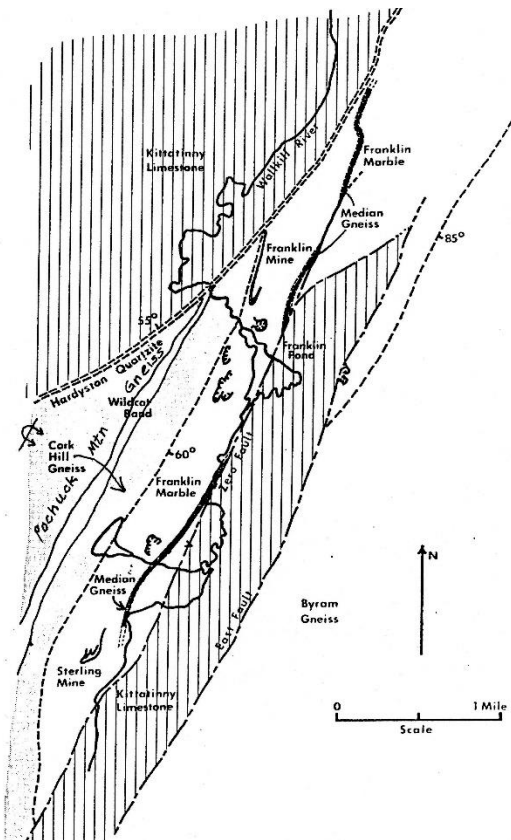 Kittatinny
Limestone
Wallkill River
Franklin
Marble
Median
Gneiss
Franklin
Mine
85°
55°
Hardyston Quartzite
Gneiss
Wildcat Band
Franklin
Pond
Cork
Hill
Gneiss
Pochuck Mtn
60°
Franklin
Marble
Zero Fault
N
Median
Gneiss
East Fault
Byram
Gneiss
Sterling
Mine
Kittatinny
Limestone
0 1 Mile
Scale